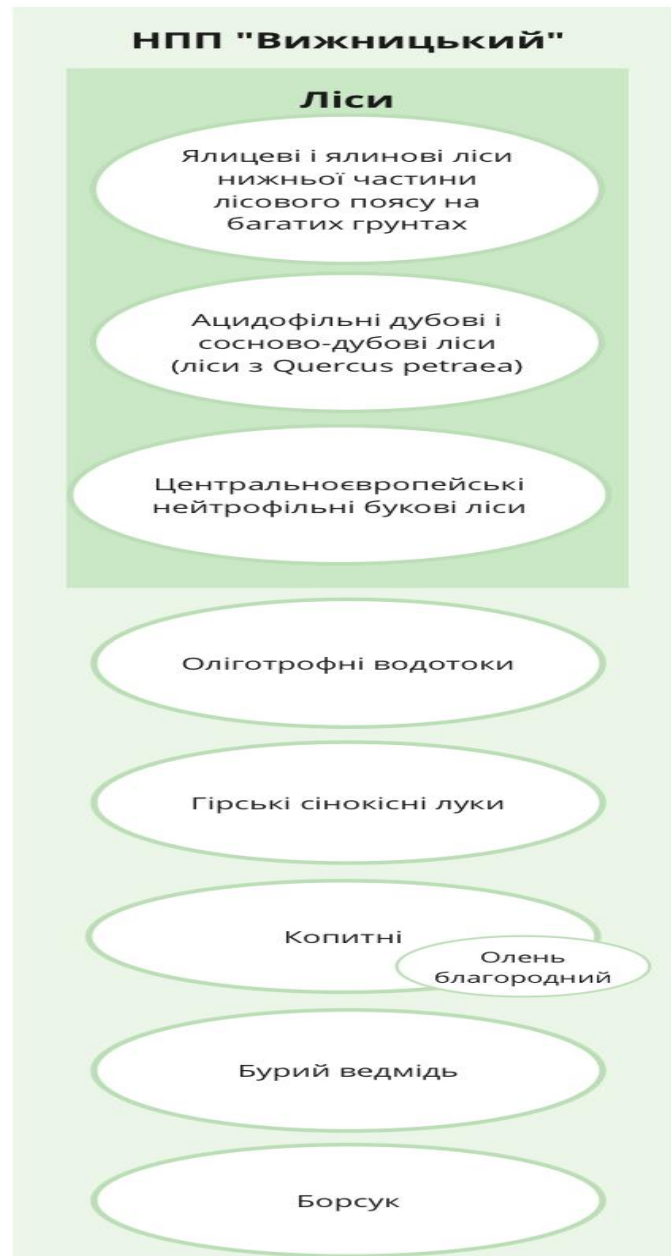 НПП "Вижницький"
Ліси
Ялицеві і ялинові ліси
нижньої частини
лісового поясу на
багатих грунтах
Ацидофільні дубові і
сосново-дубові ліси
(ліси з Quercus petraea)
Центральноєвропейські
нейтрофільні букові ліси
Оліготрофні водотоки
Гірські сінокісні луки
Копитні
Олень
благородний
Бурий ведмідь
Борсук